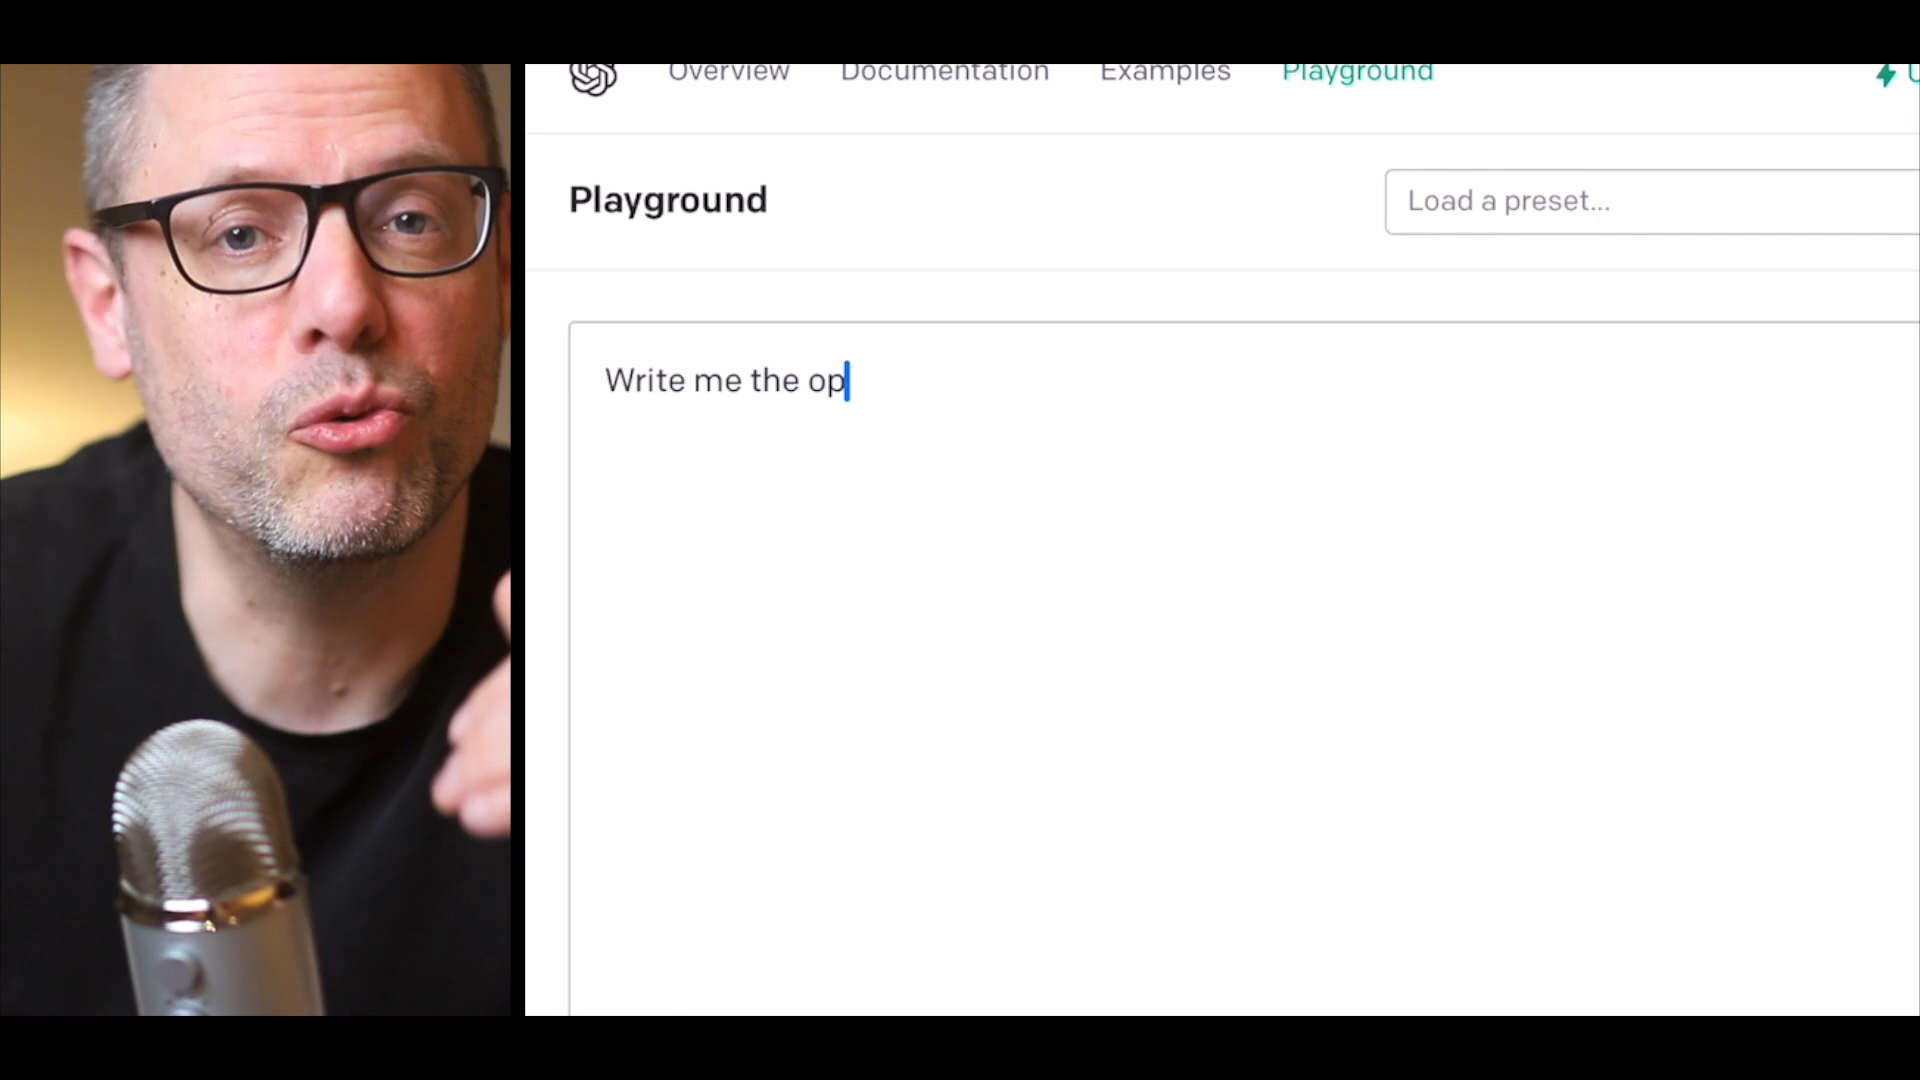 Overview Documentation Examples Playground
Playground
Load a preset...
Write me the op